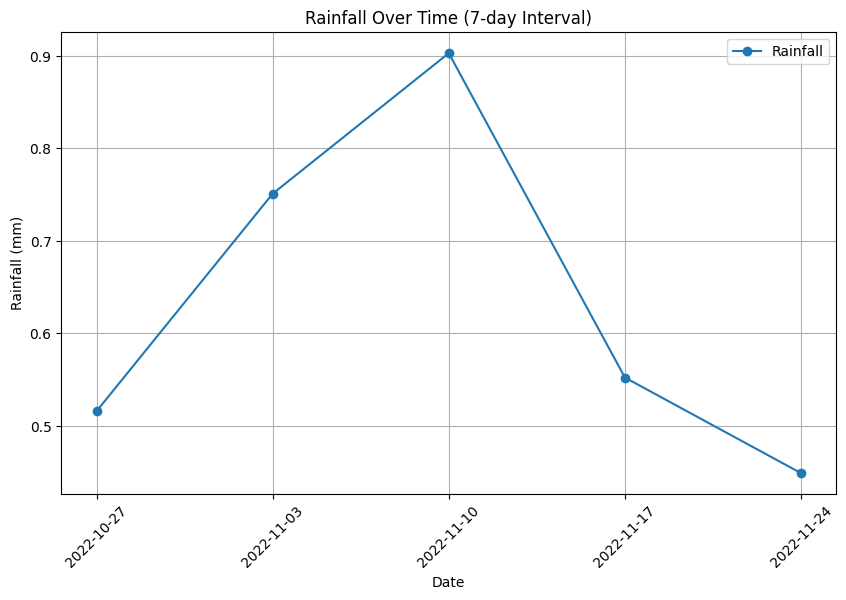 Rainfall Over Time (7-day Interval)
Rainfall
Rainfall (mm)
0.9
0.8
0.7
0.6
0.5
2022-10-27
2022-11-03
2022-11-10
2022-11-17
2022-11-24
Date